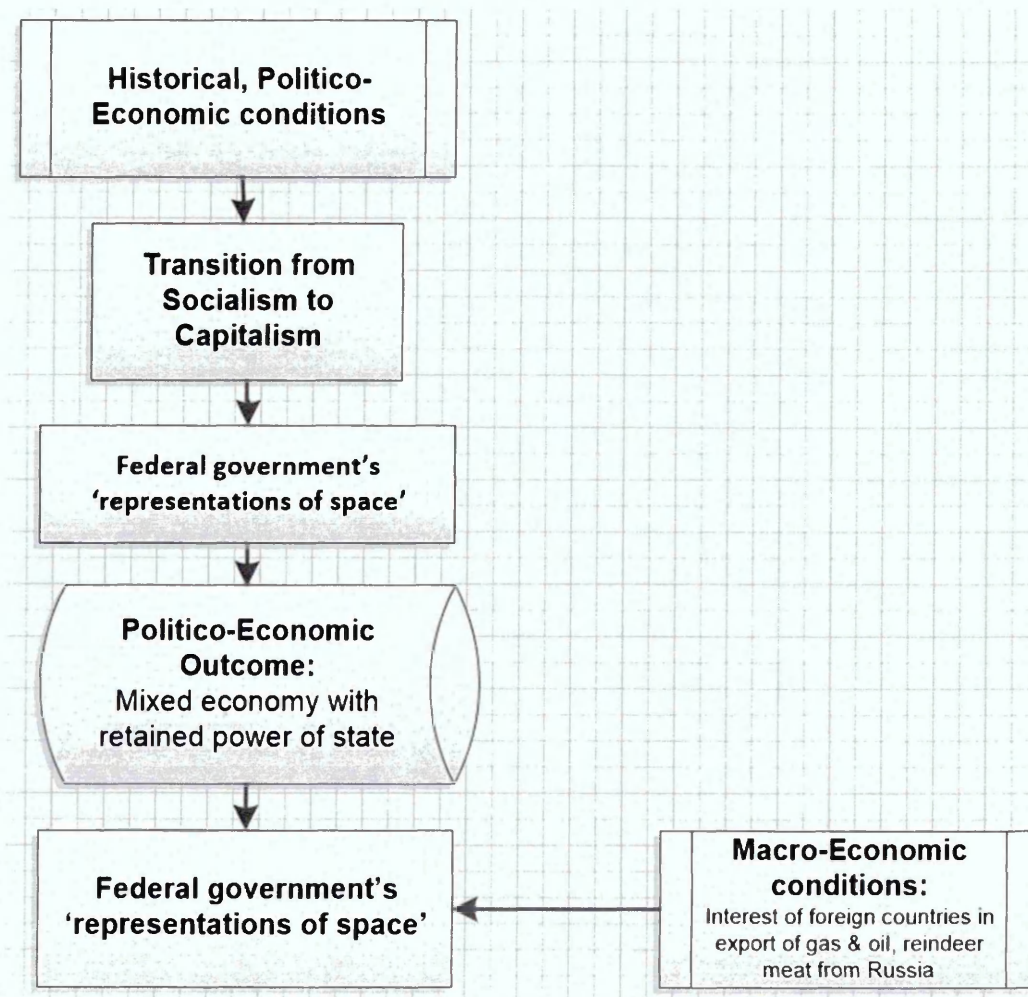 Historical, Politico-
Economic conditions
Transition from
Socialism to
Capitalism
Federal government's
'representations of space'
Politico-Economic
Outcome:
Mixed economy with
retained power of state
Federal government's
'representations of space'
Macro-Economic
conditions:
Interest of foreign countries in
export of gas & oil, reindeer
meat from Russia